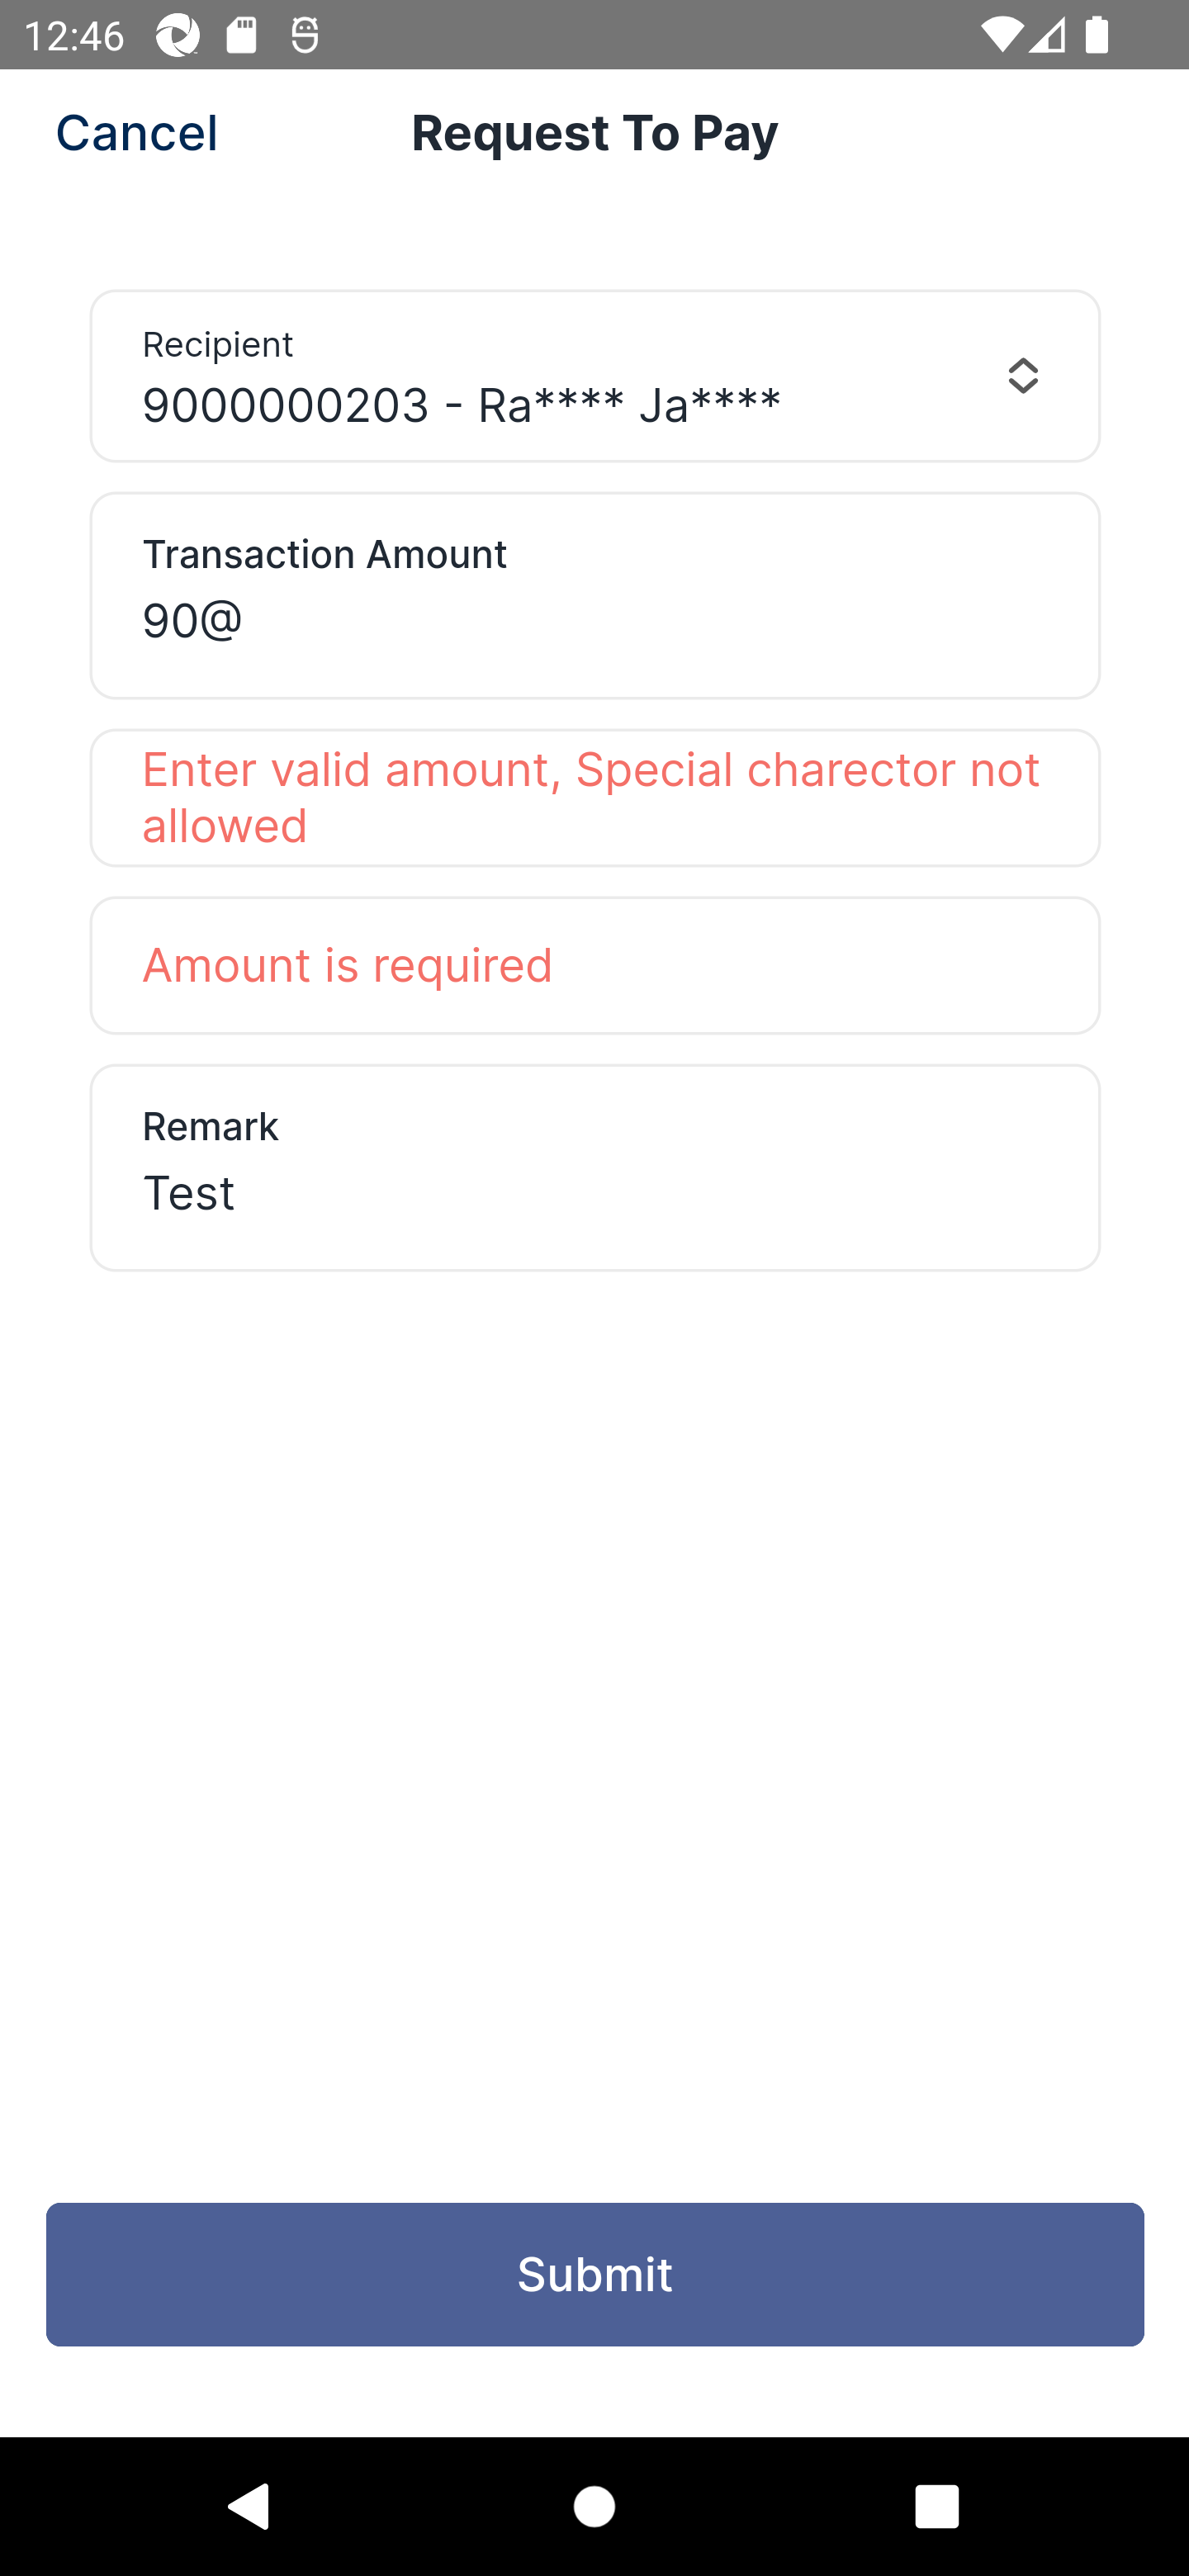 12:46
Cancel
Request To Pay
Recipient
9000000203 - Ra**** Ja****
Transaction Amount
90@
Enter valid amount, Special charector not
allowed
Amount is required
Remark
Test
Submit